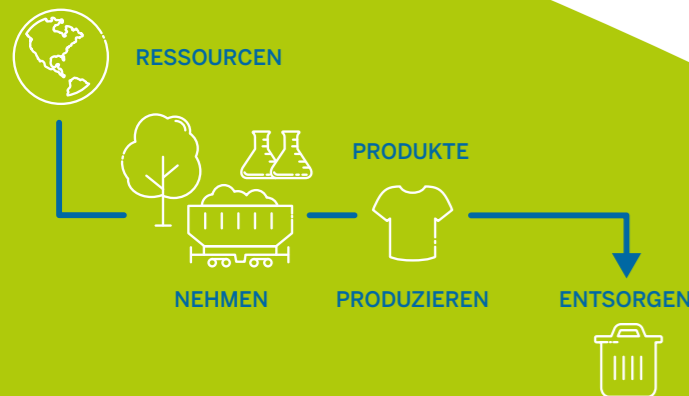 RESSOURCEN
PRODUKTE
NEHMEN
PRODUZIEREN
ENTSORGEN